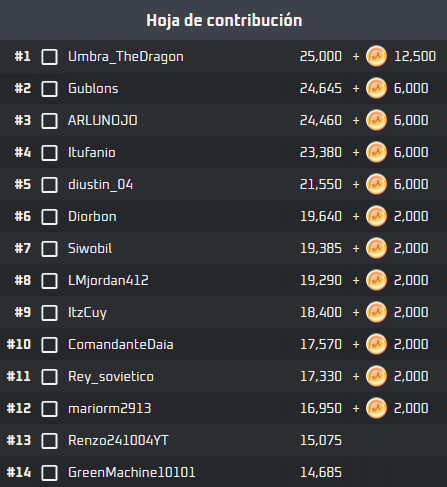 Hoja de contribución
#1 Umbra_TheDragon 25,000 + 12,500
#2 Gublons 24,645 + 6,000
#3 ARLUNOJO 24,460 + 6,000
#4 Itufanio 23,380 + 6,000
#5 diustin_04 21,550 + 6,000
#6 Diorbon 19,640 + 2,000
#7 Siwobil 19,385 + 2,000
#8 LMjordan412 19,290 + 2,000
#9 ItzCuy 18,400 + 2,000
#10 ComandanteDaia 17,570 + 2,000
#11 Rey_sovietico 17,330 + 2,000
#12 mariorm2913 16,950 + 2,000
#13 Renzo241004YT 15,075
#14 GreenMachine10101 14,685